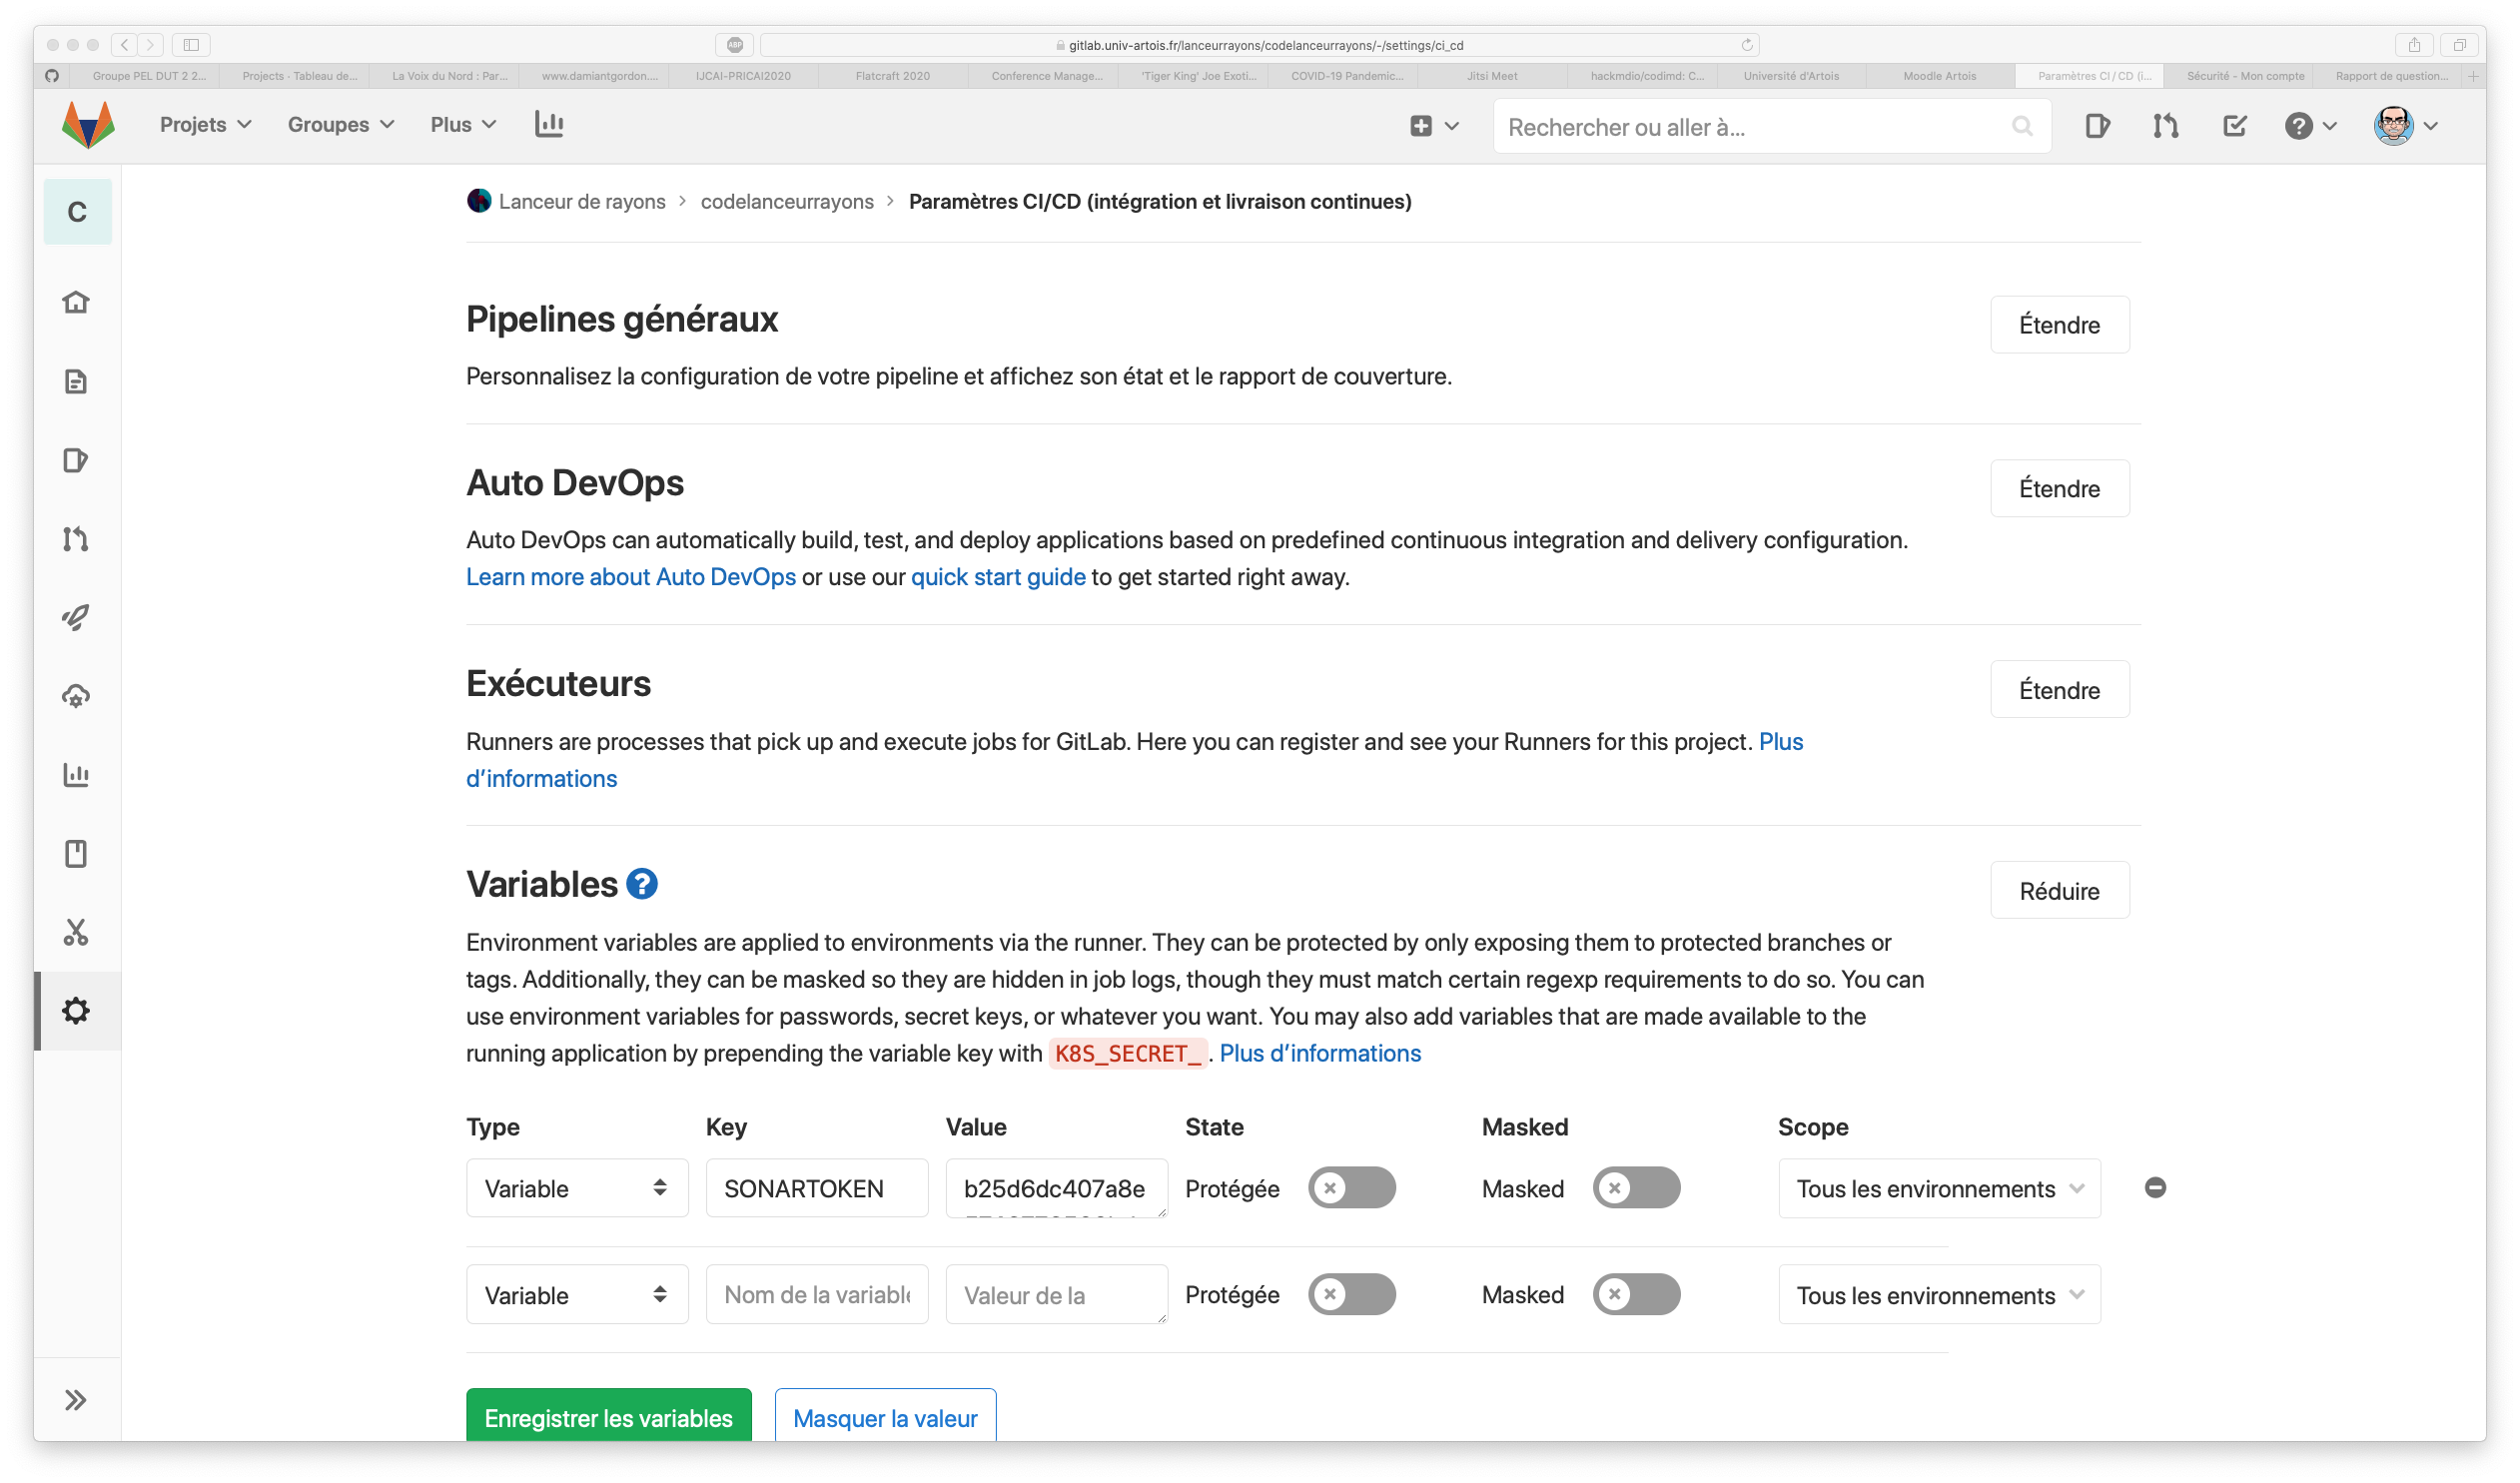 gitlab.univ-artois.fr/lanceurrayons/codelanceurrayons/-/settings/ci_cd
Groupe PEL DUT 2 2... Projects · Tableau de... La Voix du Nord : Par... www.damiantgordon.... IJCAI-PRICAI2020 Flatcraft 2020 Conference Manage... 'Tiger King' Joe Exoti... COVID-19 Pandemic... Jitsi Meet hackmdio/codimd: C... Université d'Artois Moodle Artois Paramètres CI / CD (i... Sécurité - Mon compte Rapport de question...
Projets Groupes Plus Rechercher ou aller à...
C
Lanceur de rayons > codelanceurrayons > Paramètres CI/CD (intégration et livraison continues)
Pipelines généraux
Étendre
Personnalisez la configuration de votre pipeline et affichez son état et le rapport de couverture.
Auto DevOps
Étendre
Auto DevOps can automatically build, test, and deploy applications based on predefined continuous integration and delivery configuration.
Learn more about Auto DevOps or use our quick start guide to get started right away.
Exécuteurs
Étendre
Runners are processes that pick up and execute jobs for GitLab. Here you can register and see your Runners for this project. Plus
d’informations
Variables ?
Réduire
Environment variables are applied to environments via the runner. They can be protected by only exposing them to protected branches or
tags. Additionally, they can be masked so they are hidden in job logs, though they must match certain regexp requirements to do so. You can
use environment variables for passwords, secret keys, or whatever you want. You may also add variables that are made available to the
running application by prepending the variable key with K8S_SECRET_ . Plus d’informations
Type Key Value State Masked Scope
Variable SONARTOKEN b25d6dc407a8e Protégée Masked Tous les environnements
Variable Nom de la variable Valeur de la Protégée Masked Tous les environnements
Enregistrer les variables Masquer la valeur